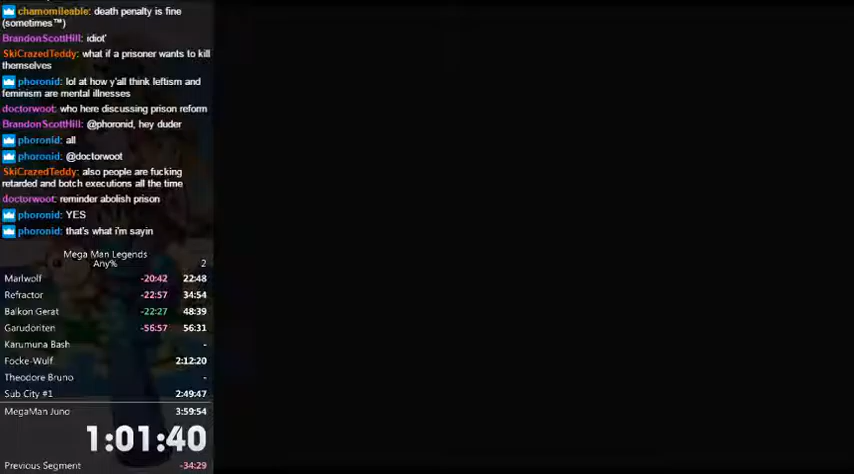 chamomileable: death penalty is fine
(sometimes™)
BrandonScottHill: idiot'
SkiCrazedTeddy: what if a prisoner wants to kill
themselves
phoronid: lol at how y'all think leftism and
feminism are mental illnesses
doctorwoot: who here discussing prison reform
BrandonScottHill: @phoronid, hey duder
phoronid: all
phoronid: @doctorwoot
SkiCrazedTeddy: also people are fucking
retarded and botch executions all the time
doctorwoot: reminder abolish prison
phoronid: YES
phoronid: that's what i'm sayin
Mega Man Legends
Any% 2
Marlwolf -20:42 22:48
Refractor -22:57 34:54
Balkon Gerat -22:27 48:39
Garudoriten -56:57 56:31
Karumuna Bash -
Focke-Wulf 2:12:20
Theodore Bruno -
Sub City #1 2:49:47
MegaMan Juno 3:59:54
1:01:40
Previous Segment -34:29